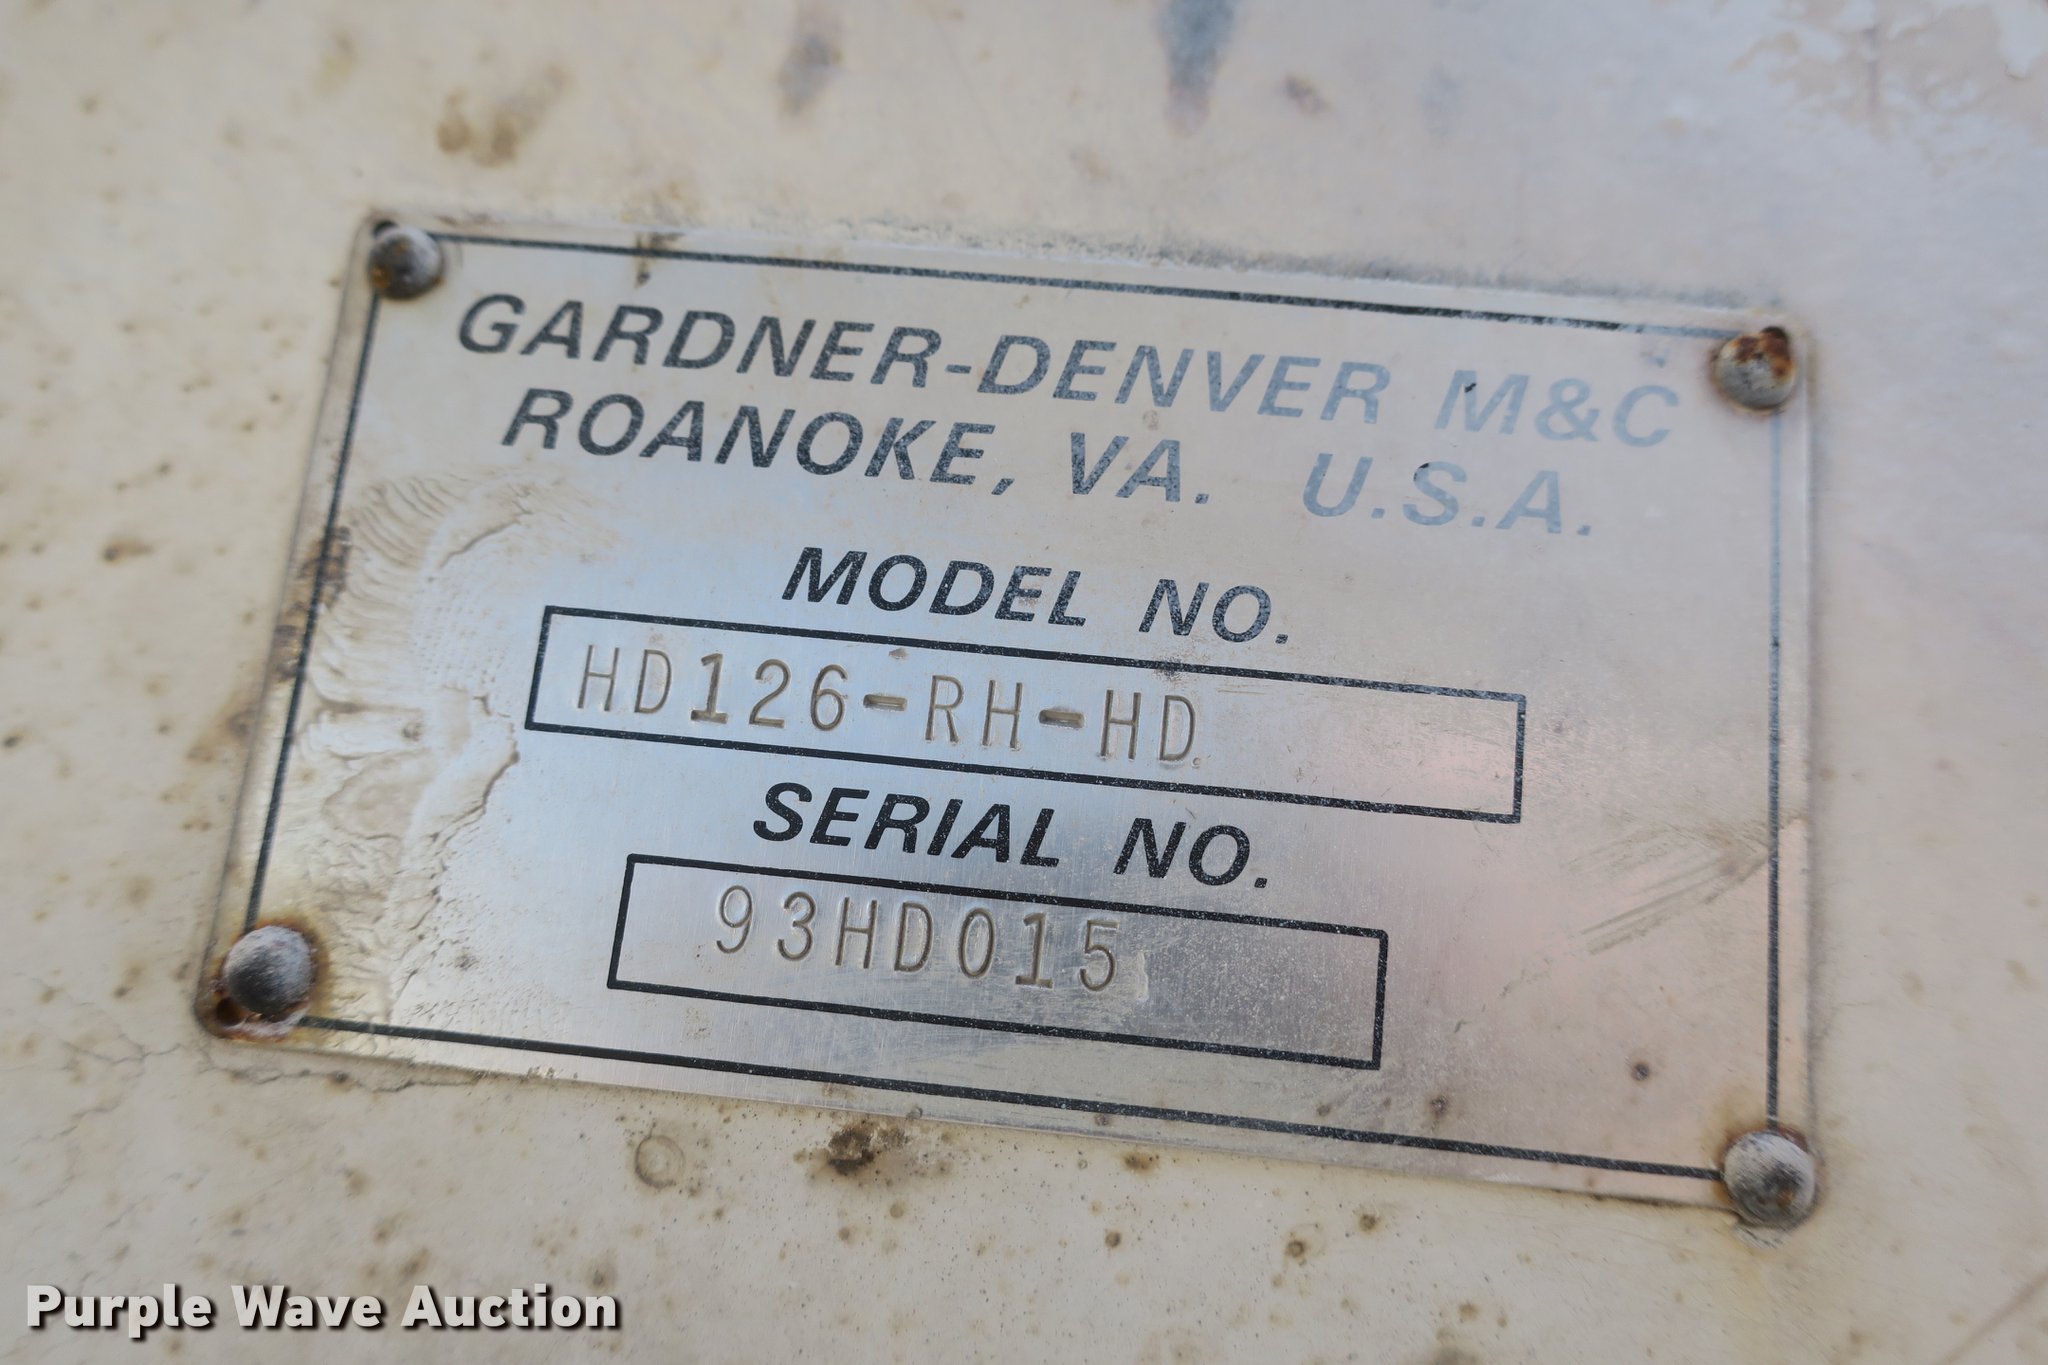 GARDNER-DENVER M&C
ROANOKE, VA. U.S.A.
MODEL NO.
HD126-RH-HD
SERIAL NO.
93HD015
Purple Wave Auction